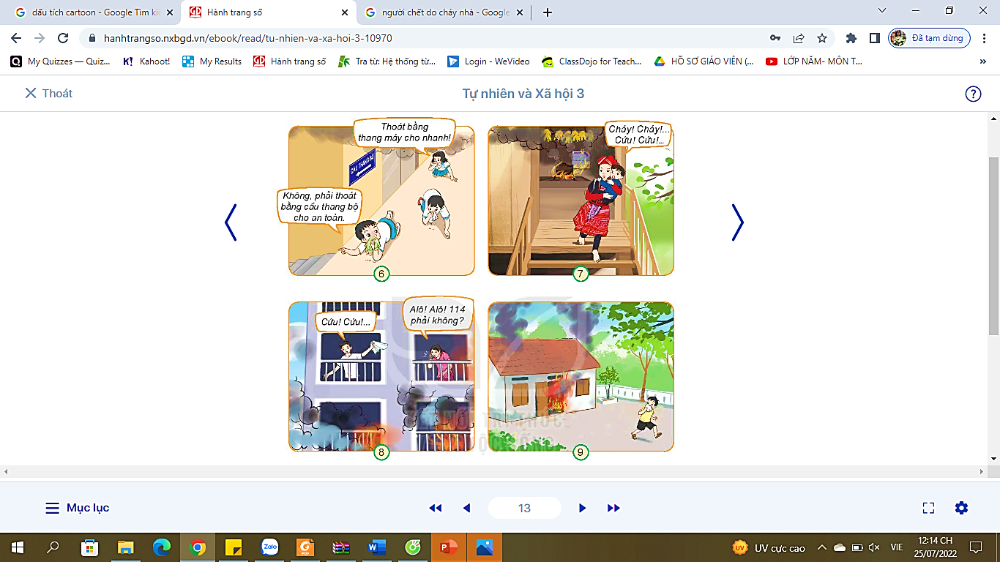 dấu tích cartoon - Google Tìm ki
Hành trang số
người chết do cháy nhà - Google
hanhtrangso.nxbgd.vn/ebook/read/tu-nhien-va-xa-hoi-3-10970
Đã tạm dừng
My Quizzes — Quiz...
Kahoot!
My Results
Hành trang số
Tra từ: Hệ thống từ...
Login - WeVideo
ClassDojo for Teach...
HỒ SƠ GIÁO VIÊN (...
LỚP NĂM- MÔN T...
Thoát
Tự nhiên và Xã hội 3
Thoát bằng
thang máy cho nhanh!
CẦU THANG BỘ
Không, phải thoát
bằng cầu thang bộ
cho an toàn.
6
Cháy! Cháy!...
Cứu! Cứu!...
7
Cứu! Cứu!...
Alô! Alô! 114
phải không?
8
9
Mục lục
13
UV cực cao
VIE
12:14 CH
25/07/2022